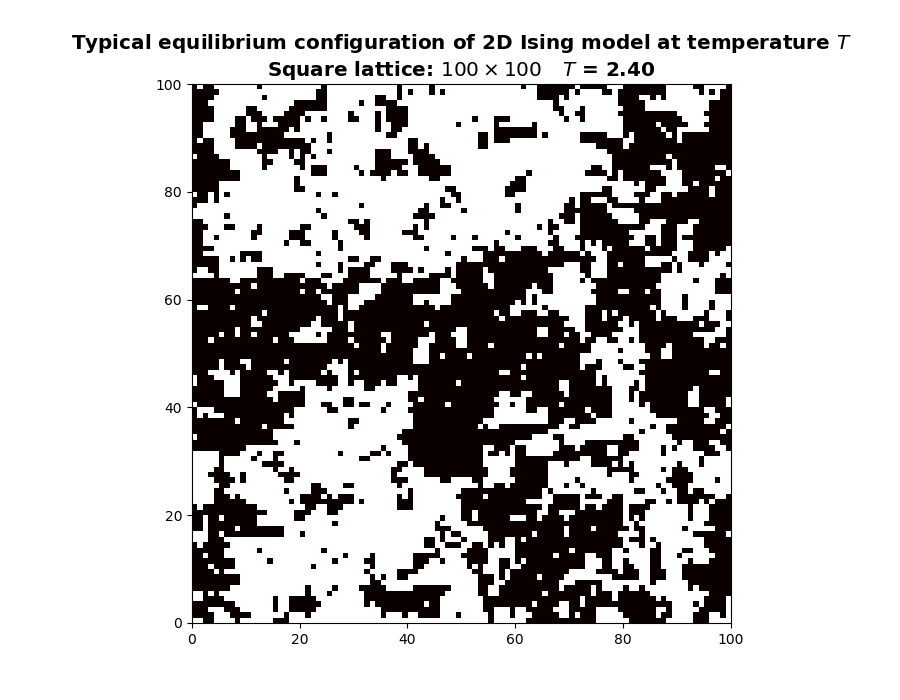 Typical equilibrium configuration of 2D Ising model at temperature T
Square lattice: 100 × 100 T = 2.40
100
80
60
40
20
0
0 20 40 60 80 100